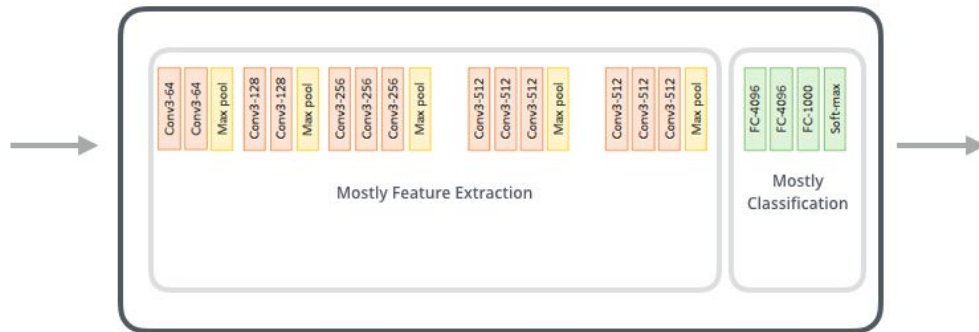 Conv3-64
Conv3-64
Max pool
Conv3-128
Conv3-128
Max pool
Conv3-256
Conv3-256
Conv3-256
Max pool
Conv3-512
Conv3-512
Conv3-512
Max pool
Conv3-512
Conv3-512
Conv3-512
Max pool
Mostly Feature Extraction
FC-4096
FC-4096
FC-1000
Soft-max
Mostly
Classification